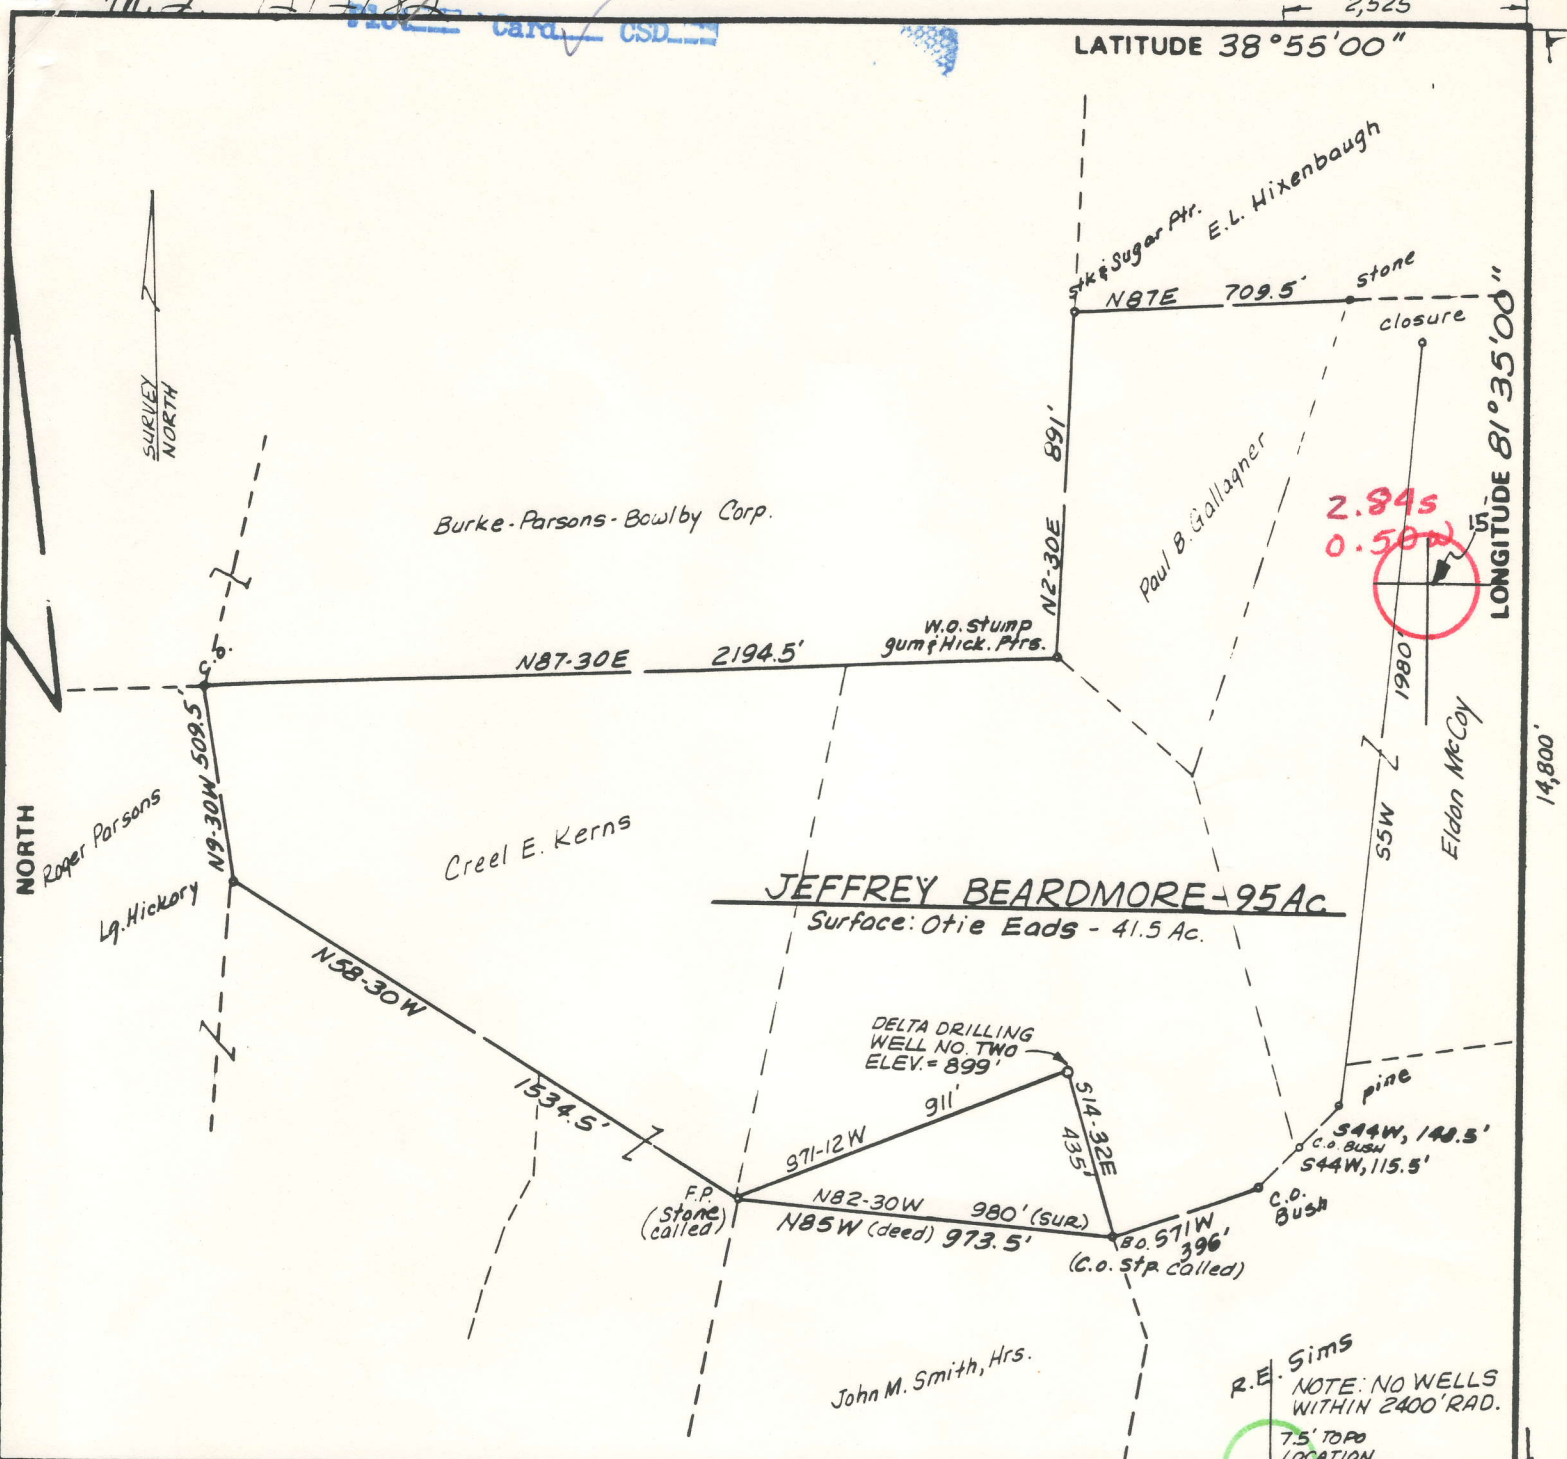 2,525
Plot Card CSD
LATITUDE 38°55'00"
E.L. Hixenbaugh
stk & Sugar Ptr.
stone
N87E 709.5'
closure
SURVEY
NORTH
LONGITUDE 81°35'00"
891'
N2-30E
Paul B. Gallagher
Burke-Parsons-Bowlby Corp.
2.84s
0.50w
15'
W.O. Stump
gum & Hick. Ptrs.
C.O.
N87-30E 2194.5'
1980'
S5W
Eldon McCoy
14,800'
N9-30W 509.5'
NORTH
Roger Parsons
Lg. Hickory
Creel E. Kerns
JEFFREY BEARDMORE-95Ac
Surface: Otie Eads - 41.5 Ac.
N58-30W
1534.5'
DELTA DRILLING
WELL NO. TWO
ELEV. = 899'
911'
S71-12W
S14-32E
435'
pine
S44W, 148.5'
C.O. BUSH
S44W, 115.5'
C.O.
Bush
F.P.
(Stone
called)
N82-30W 980' (SUR.)
N85W (deed) 973.5'
B.O. S71W
396'
(C.O. Stp. called)
John M. Smith, Hrs.
R.E. Sims
NOTE: NO WELLS
WITHIN 2400' RAD.
7.5' TOPO
LOCATION